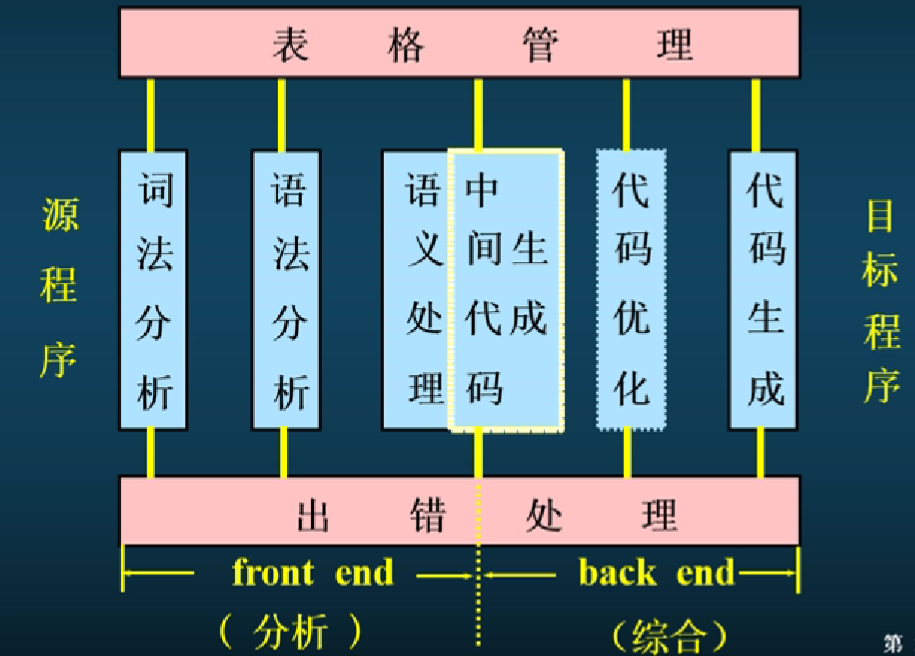 表格管理
源程序
词法分析
语法分析
语义处理
中间代码
生成
代码优化
代码生成
目标程序
出错处理
front end
back end
(分析)
(综合)
第